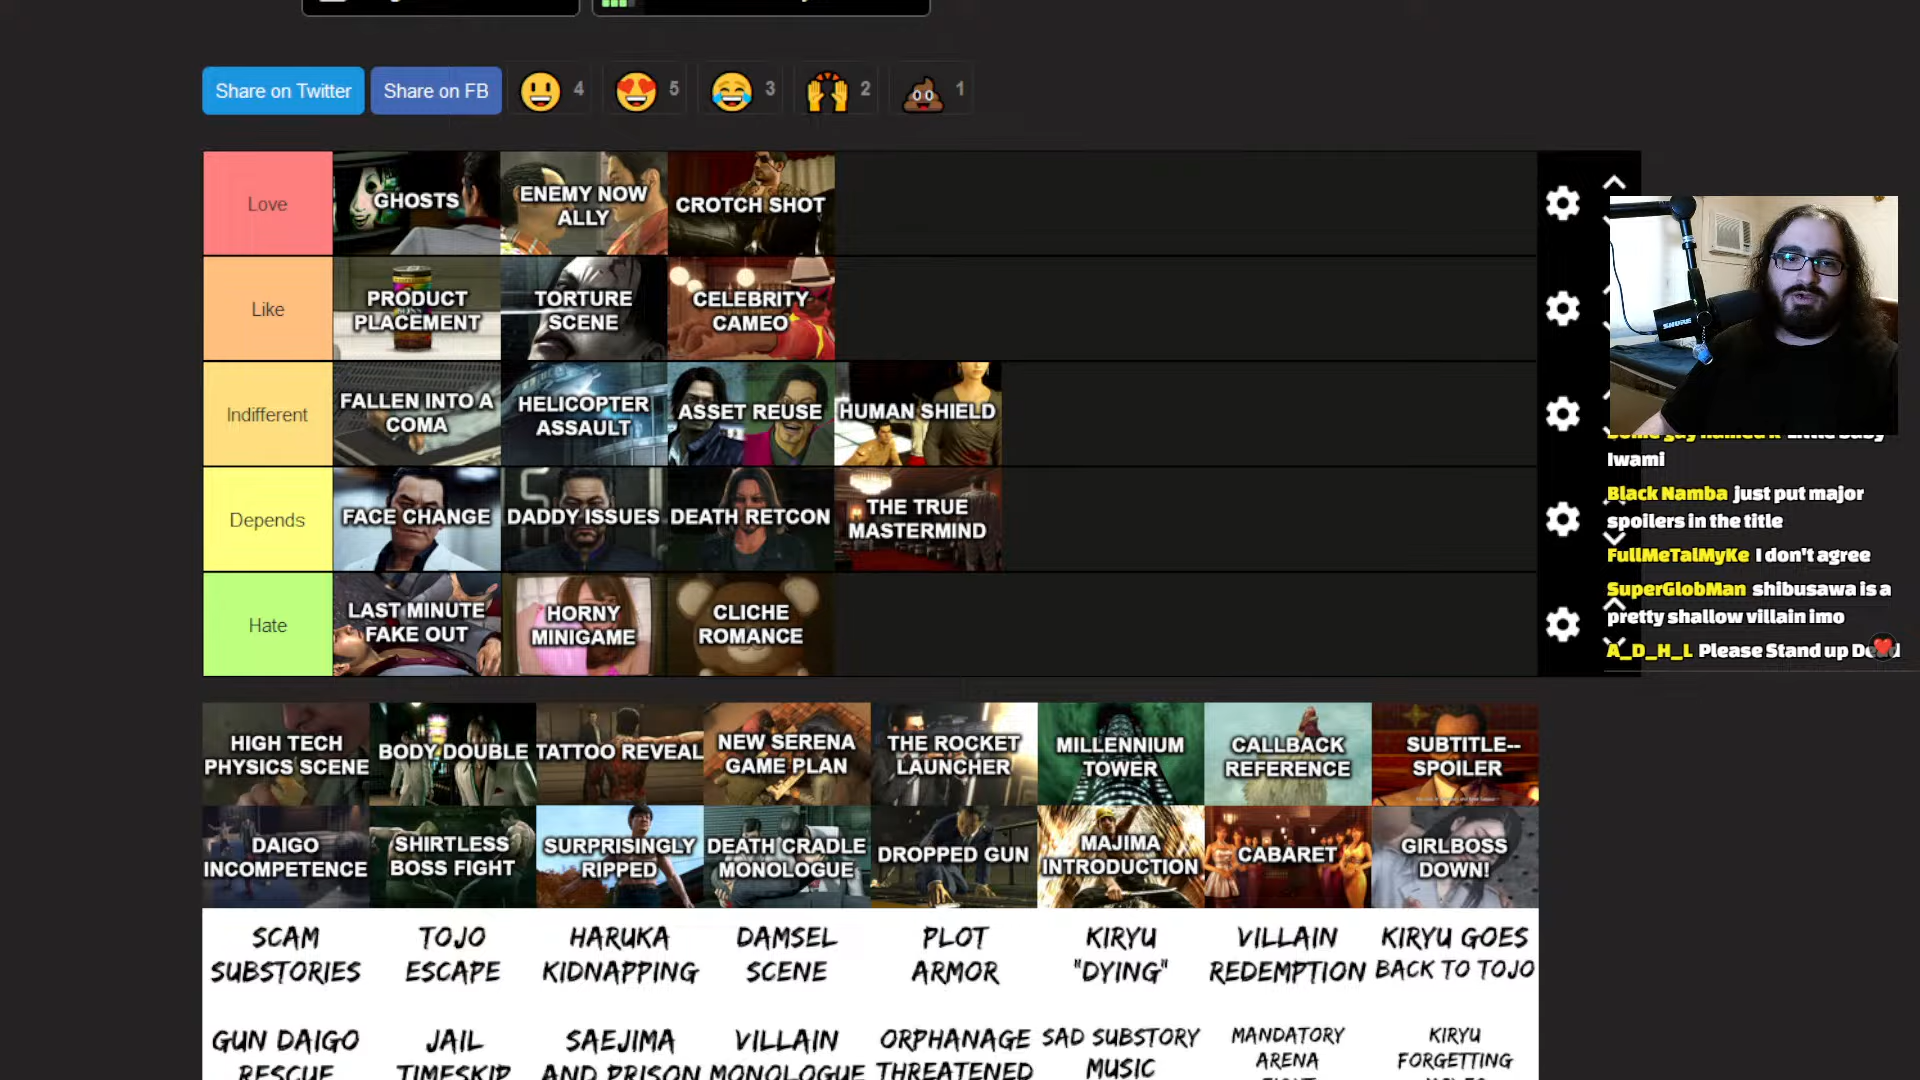 Share on Twitter
Share on FB
4
5
3
2
1
Love
GHOSTS
ENEMY NOW
ALLY
CROTCH SHOT
Like
PRODUCT
PLACEMENT
TORTURE
SCENE
CELEBRITY
CAMEO
Indifferent
FALLEN INTO A
COMA
HELICOPTER
ASSAULT
ASSET REUSE
HUMAN SHIELD
Depends
FACE CHANGE
DADDY ISSUES
DEATH RETCON
THE TRUE
MASTERMIND
Hate
LAST MINUTE
FAKE OUT
HORNY
MINIGAME
CLICHE
ROMANCE
SHURE
Iwami
Black Namba just put major
spoilers in the title
FullMeTalMyKe I don't agree
SuperGlobMan shibusawa is a
pretty shallow villain imo
A_D_H_L Please Stand up
HIGH TECH
PHYSICS SCENE
BODY DOUBLE
TATTOO REVEAL
NEW SERENA
GAME PLAN
THE ROCKET
LAUNCHER
MILLENNIUM
TOWER
CALLBACK
REFERENCE
SUBTITLE--
SPOILER
DAIGO
INCOMPETENCE
SHIRTLESS
BOSS FIGHT
SURPRISINGLY
RIPPED
DEATH CRADLE
MONOLOGUE
DROPPED GUN
MAJIMA
INTRODUCTION
CABARET
GIRLBOSS
DOWN!
SCAM
SUBSTORIES
TOJO
ESCAPE
HARUKA
KIDNAPPING
DAMSEL
SCENE
PLOT
ARMOR
KIRYU
"DYING"
VILLAIN
REDEMPTION
KIRYU GOES
BACK TO TOJO
GUN DAIGO
RESCUE
JAIL
TIMESKIP
SAEJIMA
AND PRISON
VILLAIN
MONOLOGUE
ORPHANAGE
THREATENED
SAD SUBSTORY
MUSIC
MANDATORY
ARENA
FIGHT
KIRYU
FORGETTING